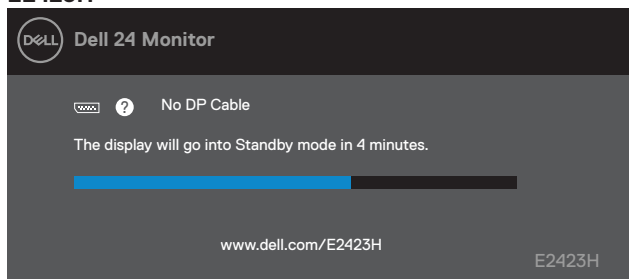 E2423H
DELL Dell 24 Monitor
? No DP Cable
The display will go into Standby mode in 4 minutes.
www.dell.com/E2423H
E2423H